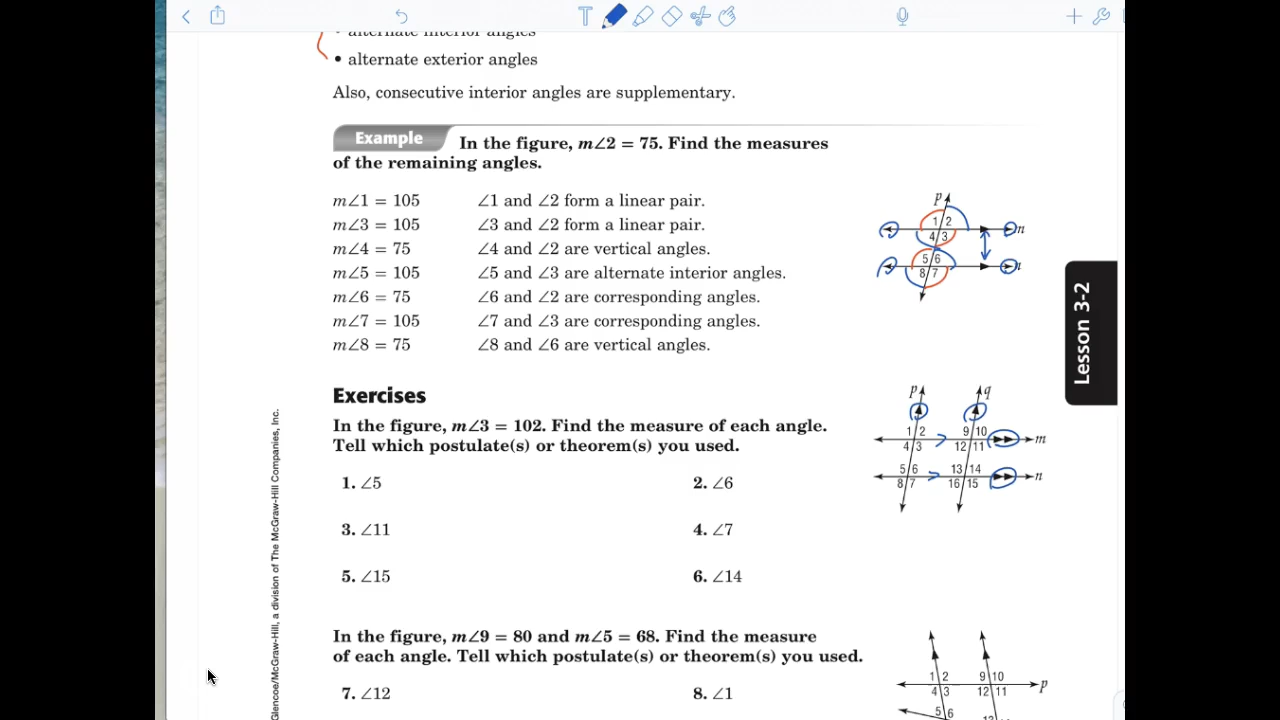 • alternate interior angles
• alternate exterior angles
Also, consecutive interior angles are supplementary.
Example In the figure, m∠2 = 75. Find the measures
of the remaining angles.
m∠1 = 105 ∠1 and ∠2 form a linear pair.
m∠3 = 105 ∠3 and ∠2 form a linear pair.
m∠4 = 75 ∠4 and ∠2 are vertical angles.
m∠5 = 105 ∠5 and ∠3 are alternate interior angles.
m∠6 = 75 ∠6 and ∠2 are corresponding angles.
m∠7 = 105 ∠7 and ∠3 are corresponding angles.
m∠8 = 75 ∠8 and ∠6 are vertical angles.
p
1 2
4 3
5 6
8 7
Lesson 3-2
Exercises
In the figure, m∠3 = 102. Find the measure of each angle.
Tell which postulate(s) or theorem(s) you used.
1. ∠5 2. ∠6
3. ∠11 4. ∠7
5. ∠15 6. ∠14
p q
1 2 9 10
4 3 12 11 m
5 6 13 14
8 7 16 15 n
In the figure, m∠9 = 80 and m∠5 = 68. Find the measure
of each angle. Tell which postulate(s) or theorem(s) you used.
7. ∠12 8. ∠1
1 2 9 10
4 3 12 11 p
5 6
Glencoe/McGraw-Hill, a division of The McGraw-Hill Companies, Inc.